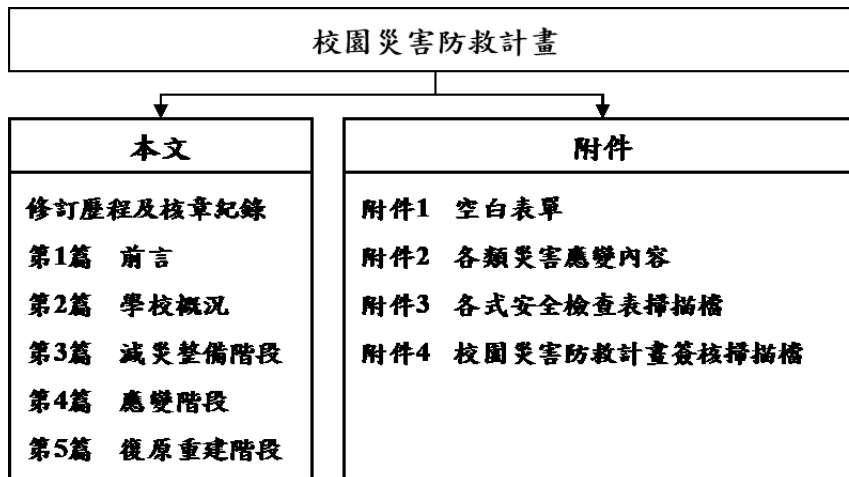 校園災害防救計畫
本文
修訂歷程及核章紀錄
第1篇 前言
第2篇 學校概況
第3篇 減災整備階段
第4篇 應變階段
第5篇 復原重建階段
附件
附件1 空白表單
附件2 各類災害應變內容
附件3 各式安全檢查表掃描檔
附件4 校園災害防救計畫簽核掃描檔